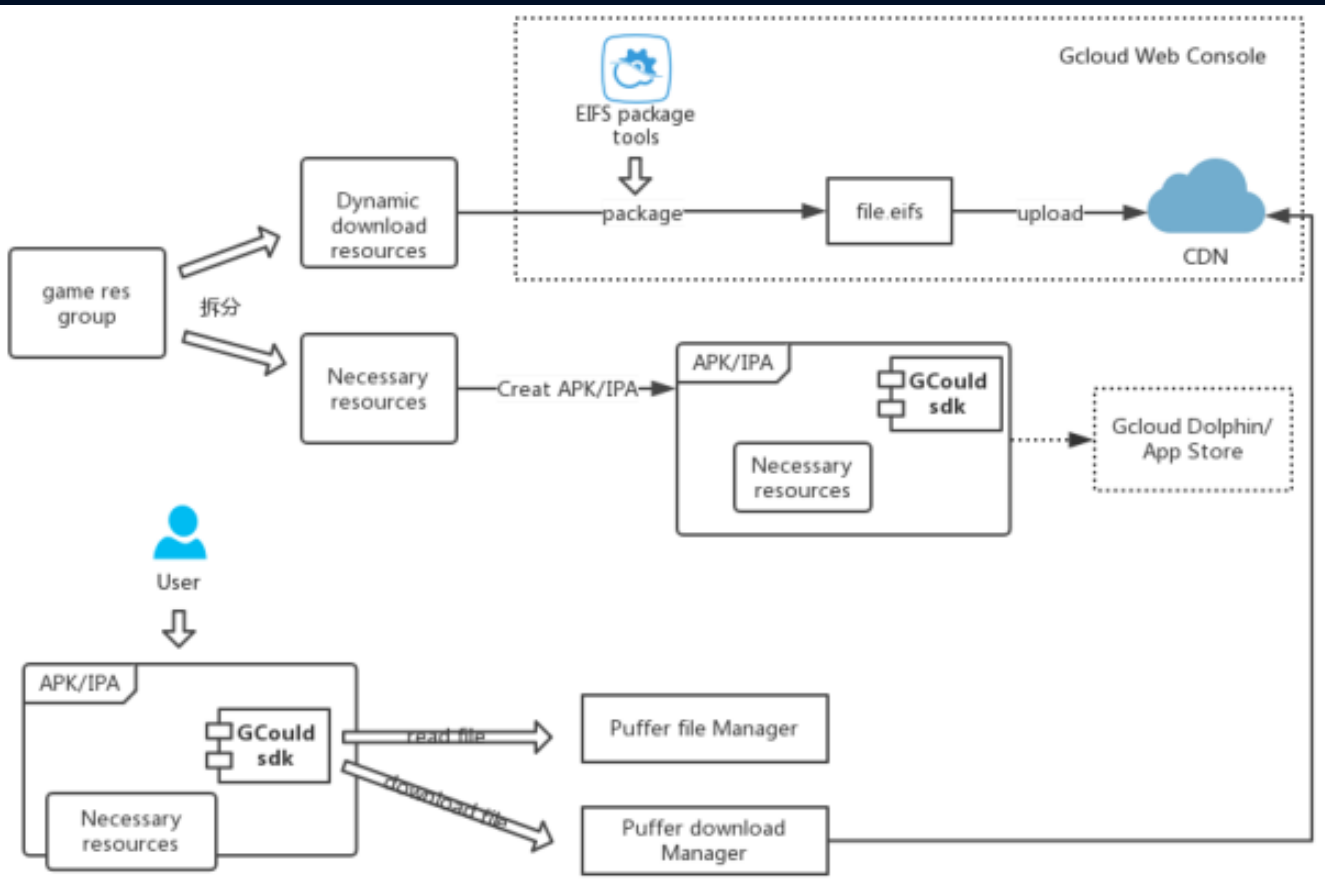 Gcloud Web Console
EIFS package
tools
Dynamic
download
resources
package
file.eifs
upload
CDN
game res
group
拆分
Necessary
resources
Creat APK/IPA
APK/IPA
GCould
sdk
Necessary
resources
Gcloud Dolphin/
App Store
User
APK/IPA
GCould
sdk
Necessary
resources
read file
download file
Puffer file Manager
Puffer download
Manager